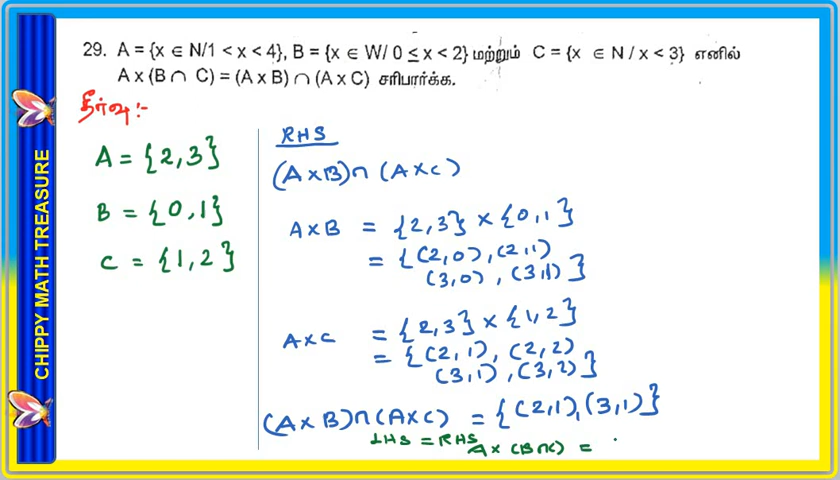 29. A = {x ∈ N/1 < x < 4}, B = {x ∈ W/ 0 ≤ x < 2} மற்றும் C = {x ∈ N / x < 3} எனில்
A x (B ∩ C) = (A x B) ∩ (A x C) சரிபார்க்க.
தீர்வு :-
A = {2,3}
B = {0,1}
C = {1,2}
RHS
(A×B)∩(A×C)
A×B = {2,3} × {0,1}
= {(2,0),(2,1)
(3,0),(3,1)}
A×C = {2,3} × {1,2}
= {(2,1),(2,2)
(3,1),(3,2)}
(A×B)∩(A×C) = {(2,1),(3,1)}
LHS = RHS
A×(B∩C) =
CHIPPY MATH TREASURE